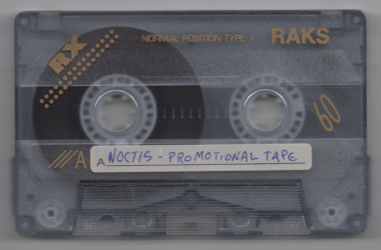 RX
NORMAL POSITION TYPE I
RAKS
60
A
A NOCTIS - PROMOTIONAL TAPE